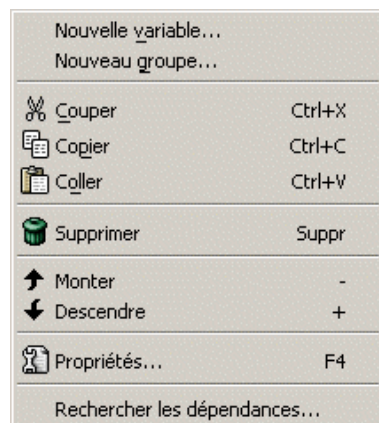 Nouvelle variable...
Nouveau groupe...
Couper Ctrl+X
Copier Ctrl+C
Coller Ctrl+V
Supprimer Suppr
Monter -
Descendre +
Propriétés... F4
Rechercher les dépendances...